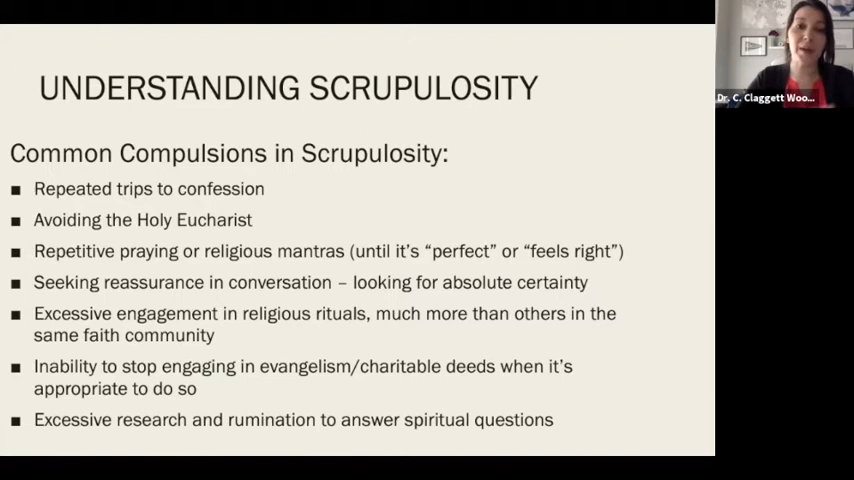 UNDERSTANDING SCRUPULOSITY
Common Compulsions in Scrupulosity:
■ Repeated trips to confession
■ Avoiding the Holy Eucharist
■ Repetitive praying or religious mantras (until it's “perfect” or “feels right”)
■ Seeking reassurance in conversation – looking for absolute certainty
■ Excessive engagement in religious rituals, much more than others in the
same faith community
■ Inability to stop engaging in evangelism/charitable deeds when it's
appropriate to do so
■ Excessive research and rumination to answer spiritual questions
Dr. C. Claggett Woo...